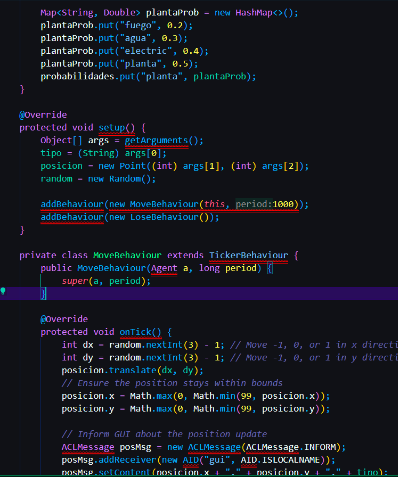 Map<String, Double> plantaProb = new HashMap<>();
plantaProb.put("fuego", 0.2);
plantaProb.put("agua", 0.3);
plantaProb.put("electric", 0.4);
plantaProb.put("planta", 0.5);
probabilidades.put("planta", plantaProb);
}
@Override
protected void setup() {
Object[] args = getArguments();
tipo = (String) args[0];
posicion = new Point((int) args[1], (int) args[2]);
random = new Random();
addBehaviour(new MoveBehaviour(this, period:1000));
addBehaviour(new LoseBehaviour());
}
private class MoveBehaviour extends TickerBehaviour {
public MoveBehaviour(Agent a, long period) {
super(a, period);
}
@Override
protected void onTick() {
int dx = random.nextInt(3) - 1; // Move -1, 0, or 1 in x directi
int dy = random.nextInt(3) - 1; // Move -1, 0, or 1 in y directi
posicion.translate(dx, dy);
// Ensure the position stays within bounds
posicion.x = Math.max(0, Math.min(99, posicion.x));
posicion.y = Math.max(0, Math.min(99, posicion.y));
// Inform GUI about the position update
ACLMessage posMsg = new ACLMessage(ACLMessage.INFORM);
posMsg.addReceiver(new AID("gui", AID.ISLOCALNAME));
posMsg.setContent(posicion.x + "," + posicion.y + "," + tipo);